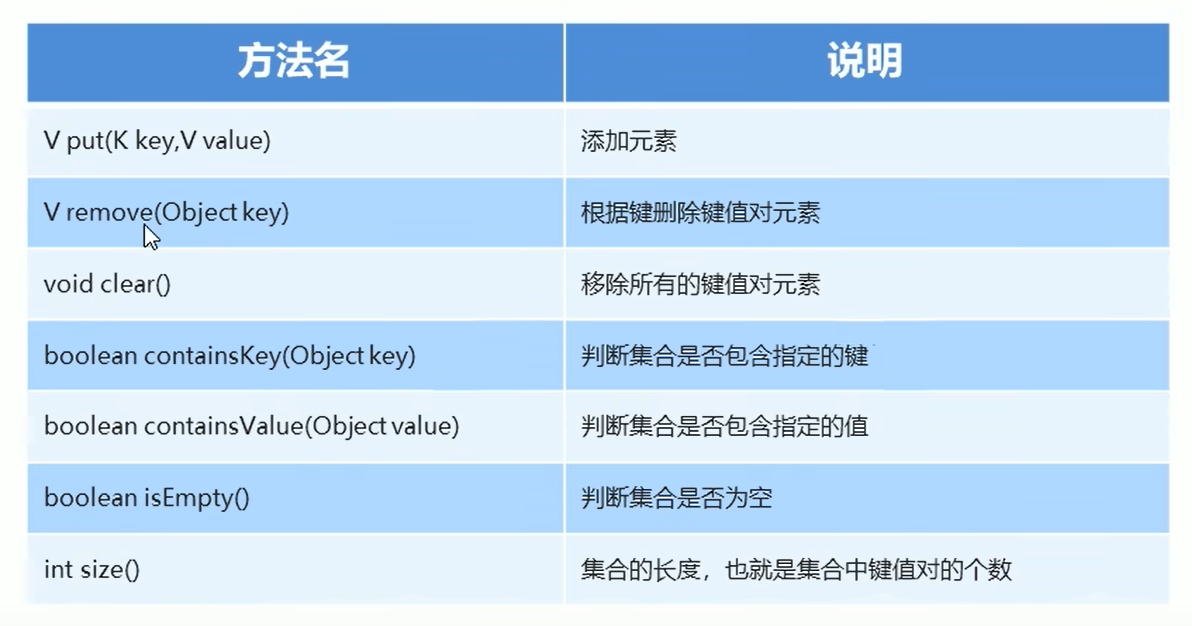 方法名
说明
V put(K key,V value)
添加元素
V remove(Object key)
根据键删除键值对元素
void clear()
移除所有的键值对元素
boolean containsKey(Object key)
判断集合是否包含指定的键
boolean containsValue(Object value)
判断集合是否包含指定的值
boolean isEmpty()
判断集合是否为空
int size()
集合的长度，也就是集合中键值对的个数